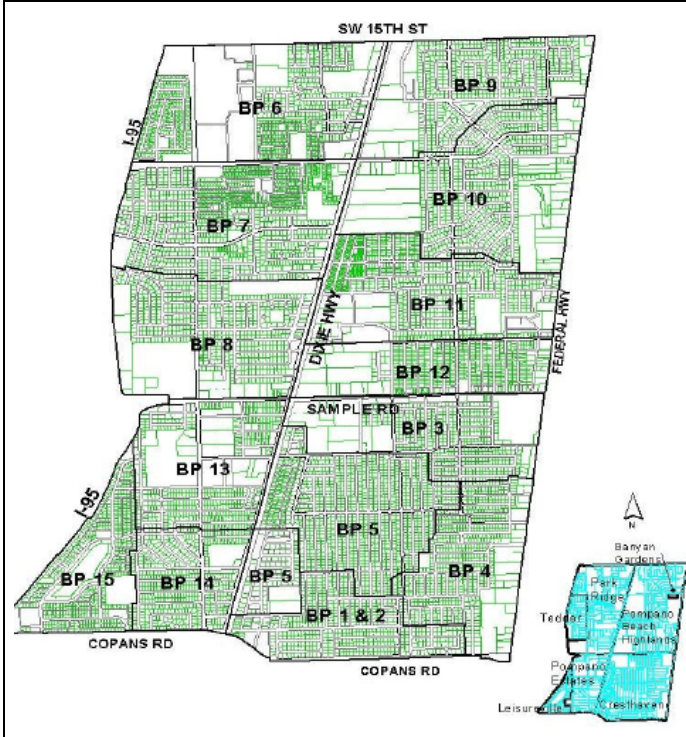 SW 15TH ST
BP 9
BP 6
I-95
BP 10
BP 7
BP 11
DIXIE HWY
FEDERAL HWY
BP 8
BP 12
SAMPLE RD
BP 3
BP 13
I-95
BP 5
BP 15
BP 14
BP 5
BP 4
BP 1 & 2
COPANS RD
COPANS RD
N
Banyan
Gardens
Park
Ridge
Tedder
Pompano
Beach
Highlands
Pompano
Estates
Leisureville
Cresthaven